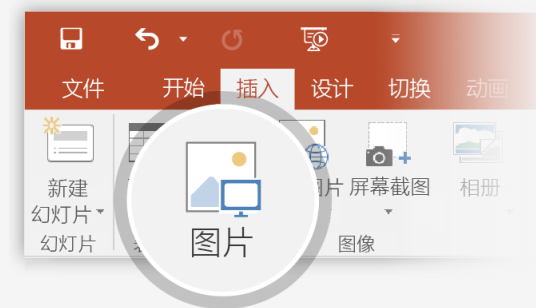 文件 开始 插入 设计 切换 动画
新建
幻灯片
图片
片 屏幕截图
相册
幻灯片
图像